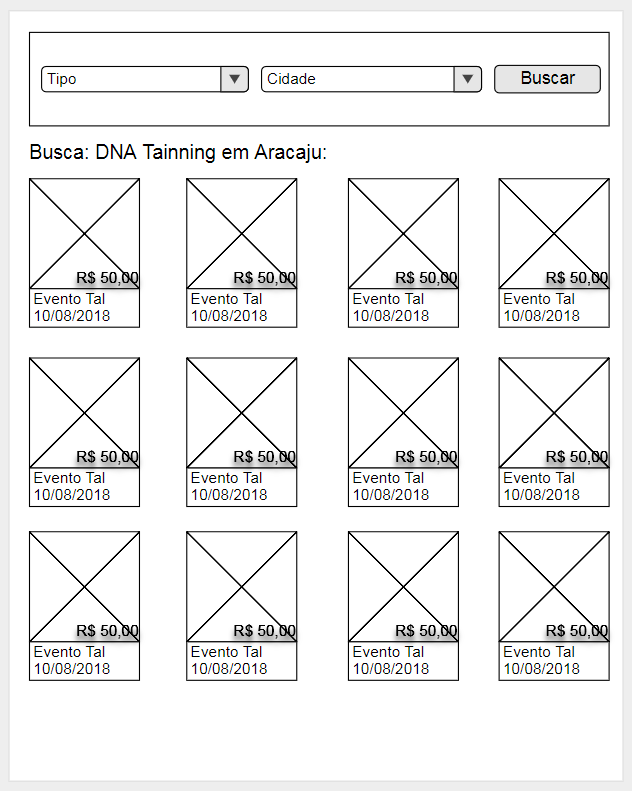 Tipo
Cidade
Buscar
Busca: DNA Tainning em Aracaju:
R$ 50,00
R$ 50,00
R$ 50,00
R$ 50,00
Evento Tal
10/08/2018
Evento Tal
10/08/2018
Evento Tal
10/08/2018
Evento Tal
10/08/2018
R$ 50,00
R$ 50,00
R$ 50,00
R$ 50,00
Evento Tal
10/08/2018
Evento Tal
10/08/2018
Evento Tal
10/08/2018
Evento Tal
10/08/2018
R$ 50,00
R$ 50,00
R$ 50,00
R$ 50,00
Evento Tal
10/08/2018
Evento Tal
10/08/2018
Evento Tal
10/08/2018
Evento Tal
10/08/2018